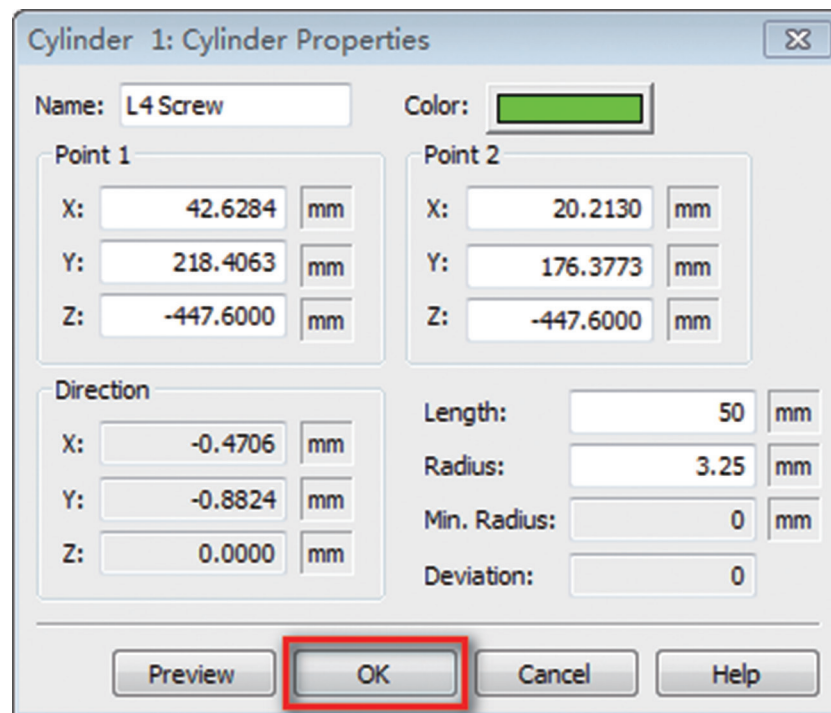 Cylinder 1: Cylinder Properties
Name: L4 Screw Color:
Point 1 Point 2
X: 42.6284 mm X: 20.2130 mm
Y: 218.4063 mm Y: 176.3773 mm
Z: -447.6000 mm Z: -447.6000 mm
Direction
Length: 50 mm
X: -0.4706 mm
Radius: 3.25 mm
Y: -0.8824 mm
Min. Radius: 0 mm
Z: 0.0000 mm
Deviation: 0
Preview OK Cancel Help